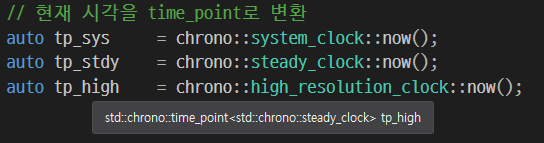 // 현재 시각을 time_point로 변환
auto tp_sys = chrono::system_clock::now();
auto tp_stdy = chrono::steady_clock::now();
auto tp_high = chrono::high_resolution_clock::now();
std::chrono::time_point<std::chrono::steady_clock> tp_high